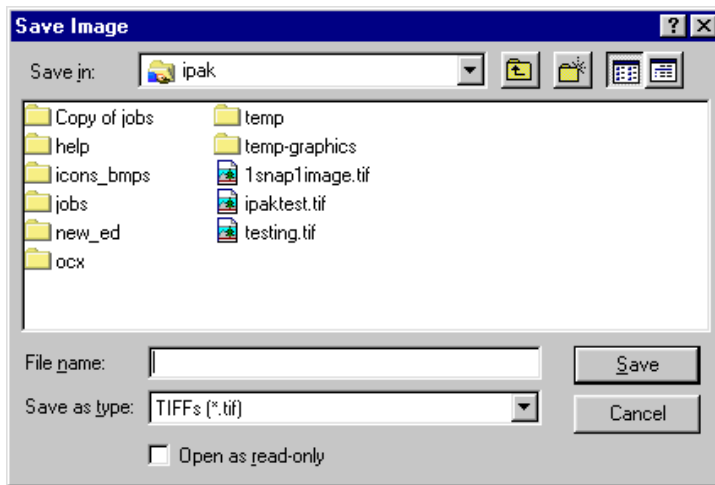 Save Image
Save in: ipak
Copy of jobs temp
help temp-graphics
icons_bmps 1snap1image.tif
jobs ipaktest.tif
new_ed testing.tif
ocx
File name: Save
Save as type: TIFFs (*.tif) Cancel
Open as read-only